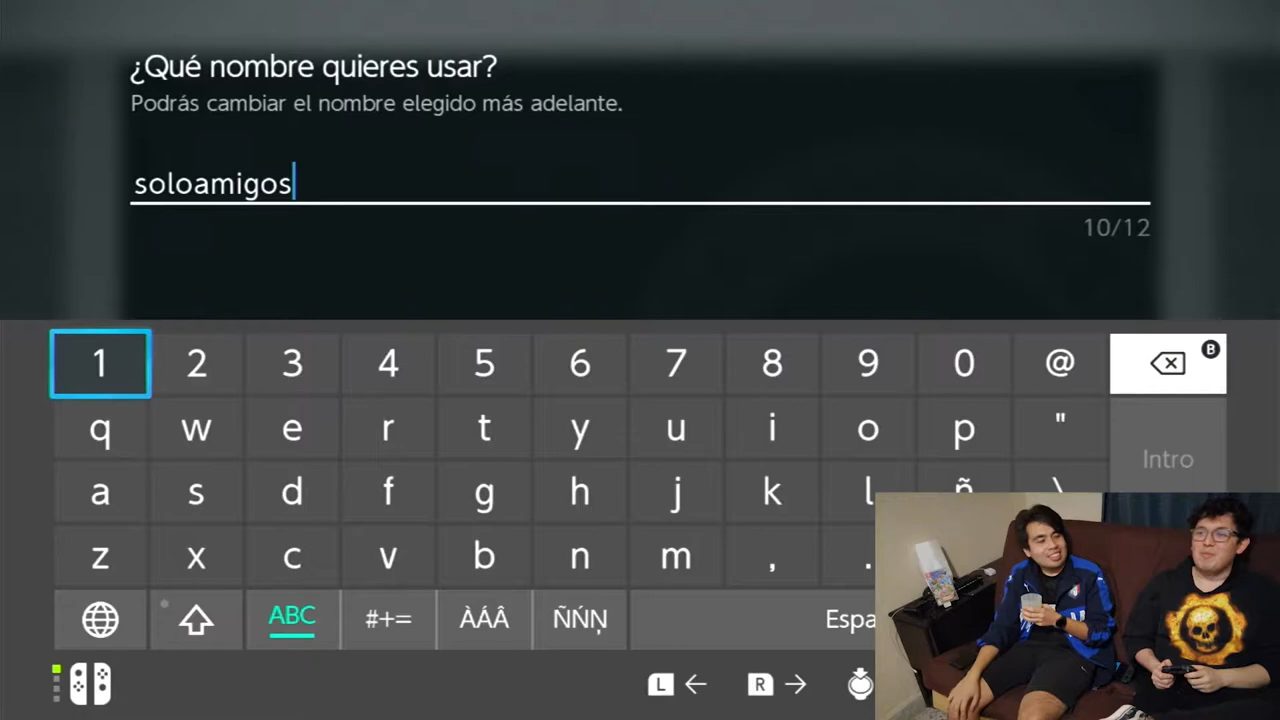 ¿Qué nombre quieres usar?
Podrás cambiar el nombre elegido más adelante.
soloamigos
10/12
1 2 3 4 5 6 7 8 9 0 @ B
q w e r t y u i o p "
Intro
a s d f g h j k l ñ \
z x c v b n m , .
ABC #+= ÀÁÂ ÑŃŅ Espa
L ← R →